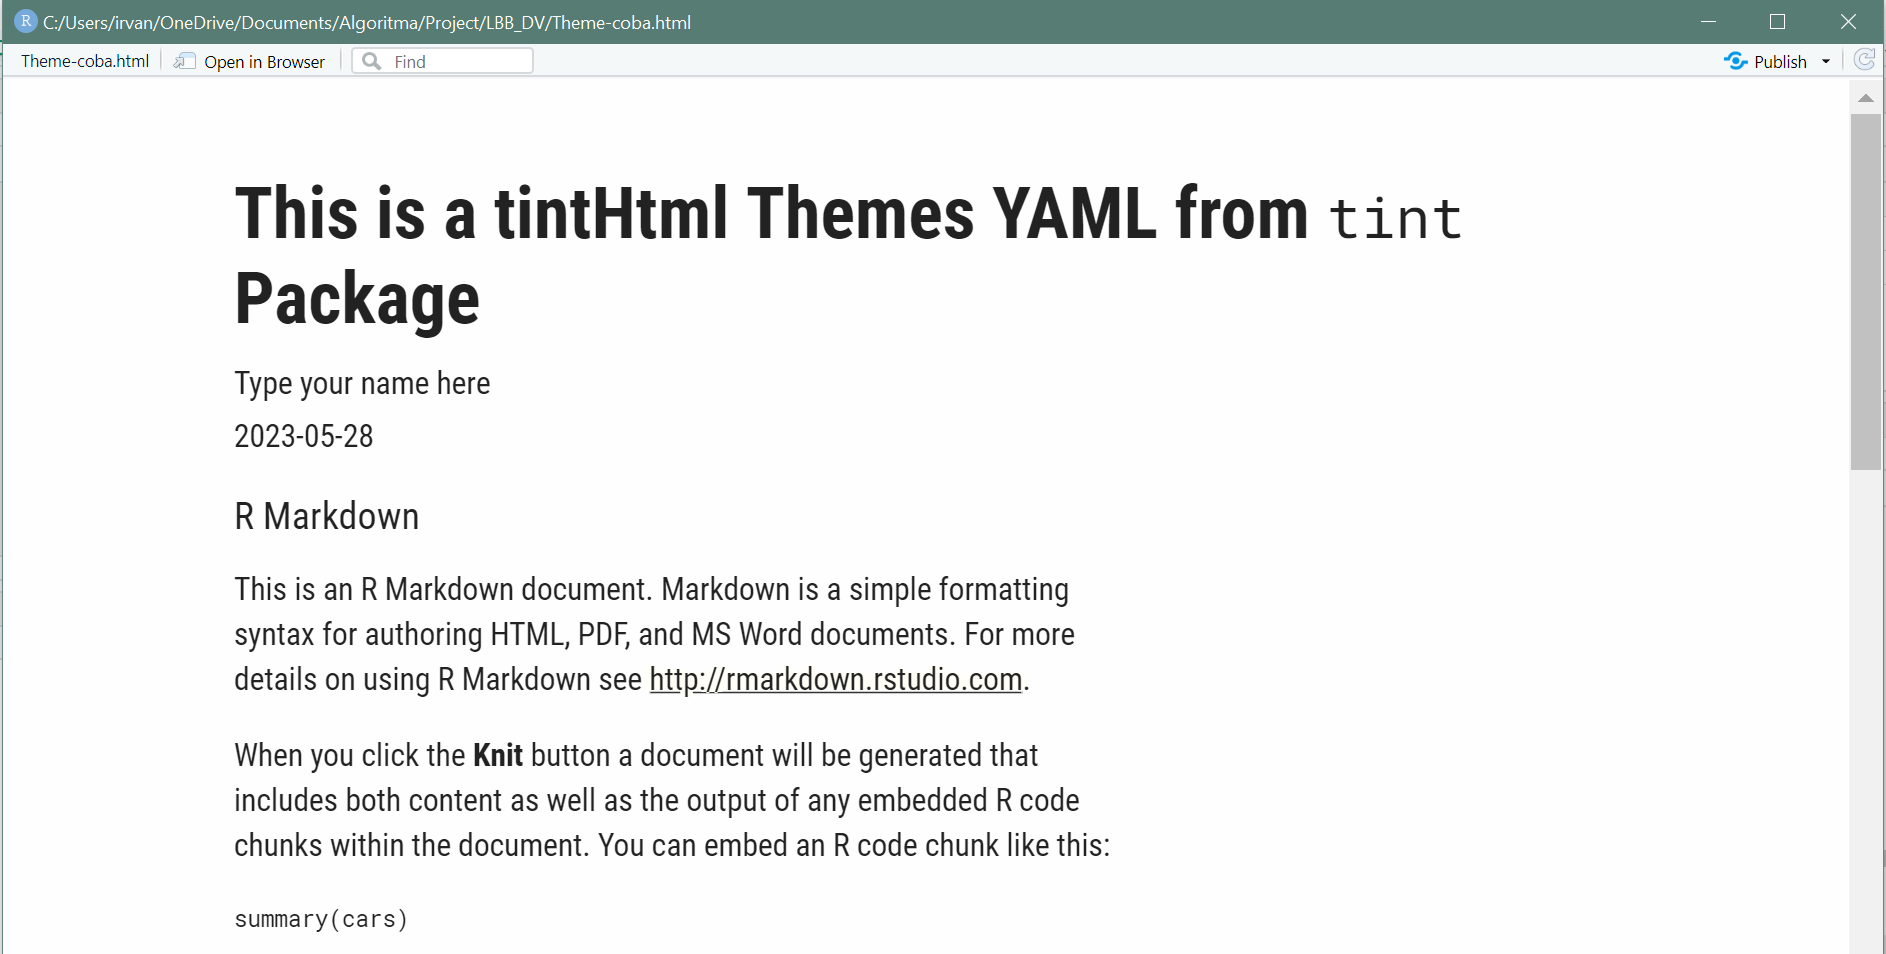 R C:/Users/irvan/OneDrive/Documents/Algoritma/Project/LBB_DV/Theme-coba.html
Theme-coba.html Open in Browser Find Publish
This is a tintHtml Themes YAML from tint
Package
Type your name here
2023-05-28
R Markdown
This is an R Markdown document. Markdown is a simple formatting
syntax for authoring HTML, PDF, and MS Word documents. For more
details on using R Markdown see http://rmarkdown.rstudio.com.
When you click the Knit button a document will be generated that
includes both content as well as the output of any embedded R code
chunks within the document. You can embed an R code chunk like this:
summary(cars)